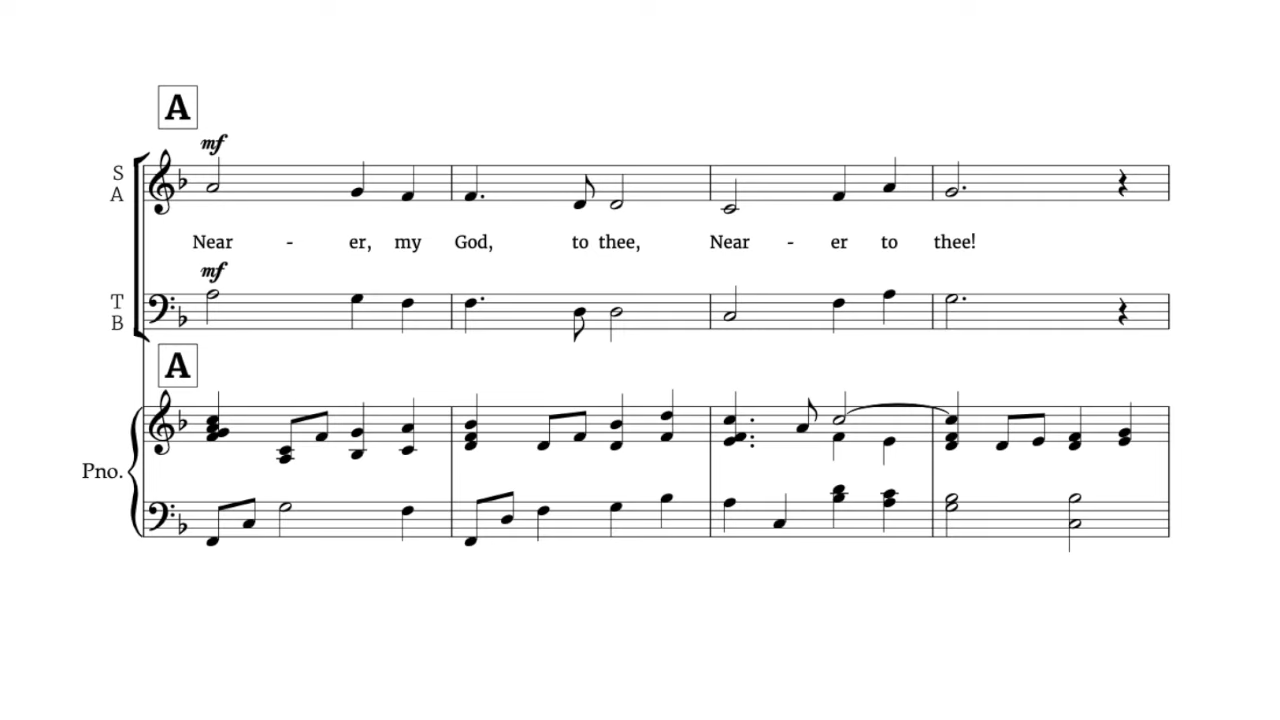 A
mf
S
A
Near - er, my God, to thee, Near - er to thee!
mf
T
B
A
Pno.